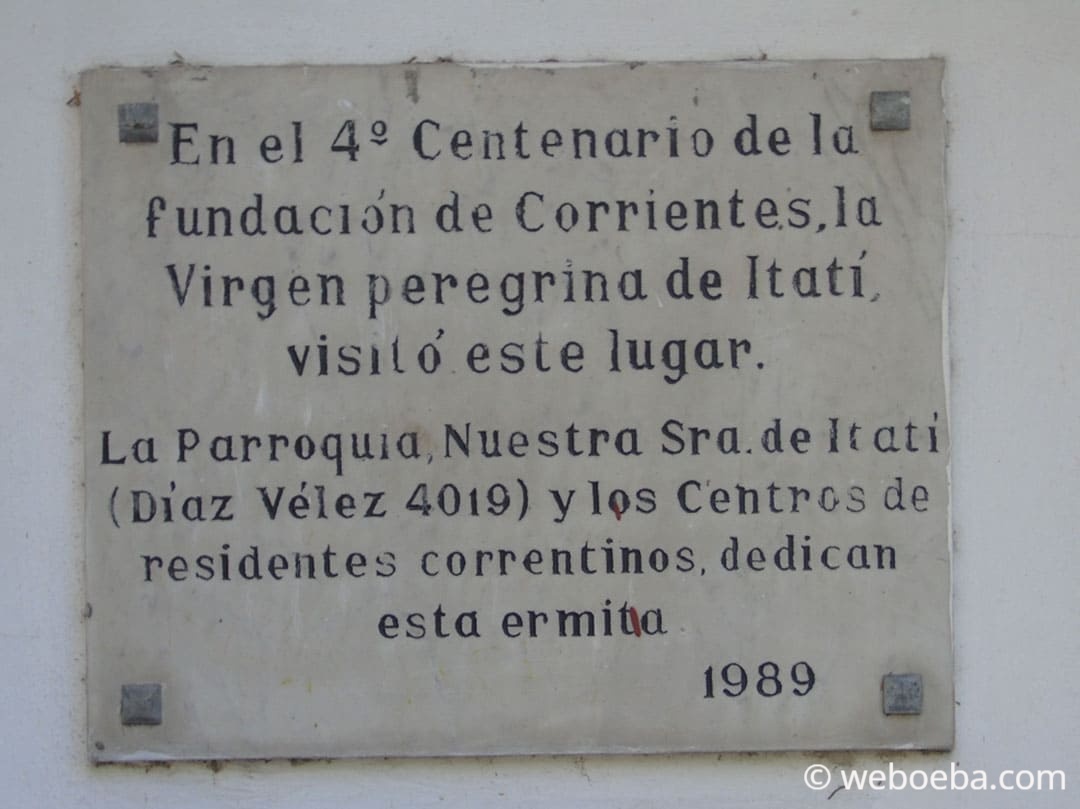 En el 4º Centenario de la
fundación de Corrientes, la
Virgen peregrina de Itatí,
visitó este lugar.
La Parroquia, Nuestra Sra. de Itatí
(Díaz Vélez 4019) y los Centros de
residentes correntinos, dedican
esta ermita
1989
© weboeba.com